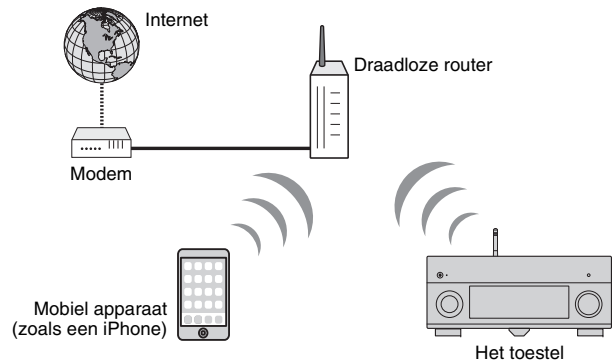 Internet
Draadloze router
Modem
Mobiel apparaat
(zoals een iPhone)
Het toestel